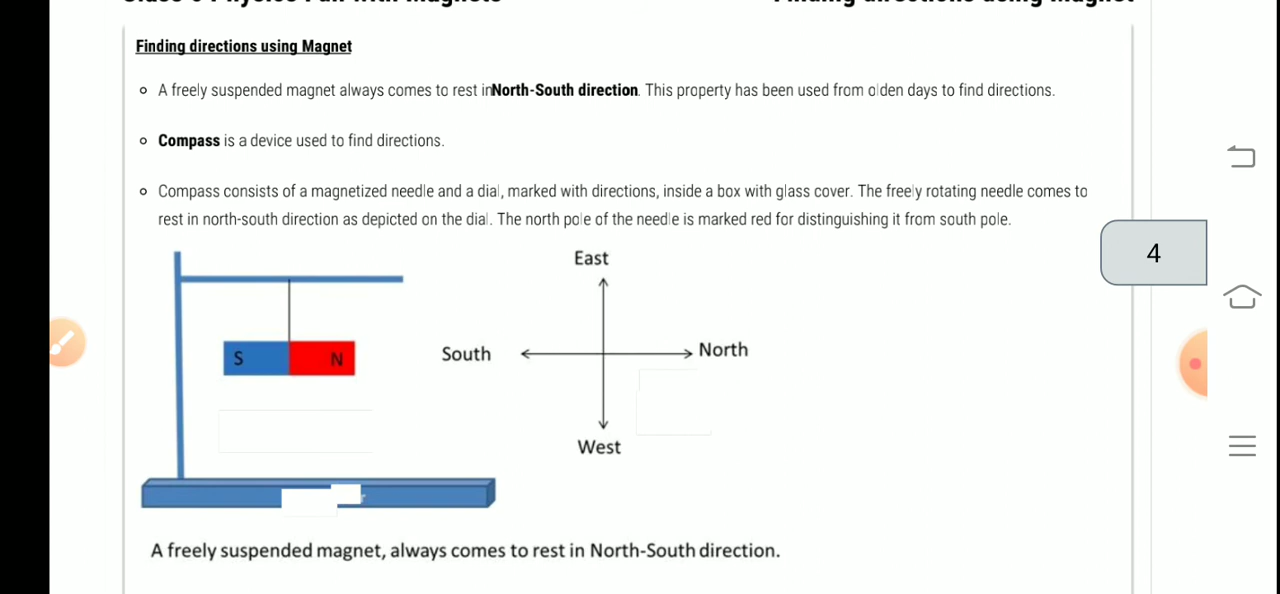 Finding directions using Magnet
A freely suspended magnet always comes to rest inNorth-South direction. This property has been used from olden days to find directions.
Compass is a device used to find directions.
Compass consists of a magnetized needle and a dial, marked with directions, inside a box with glass cover. The freely rotating needle comes to
rest in north-south direction as depicted on the dial. The north pole of the needle is marked red for distinguishing it from south pole.
4
East
S N
South
North
West
A freely suspended magnet, always comes to rest in North-South direction.